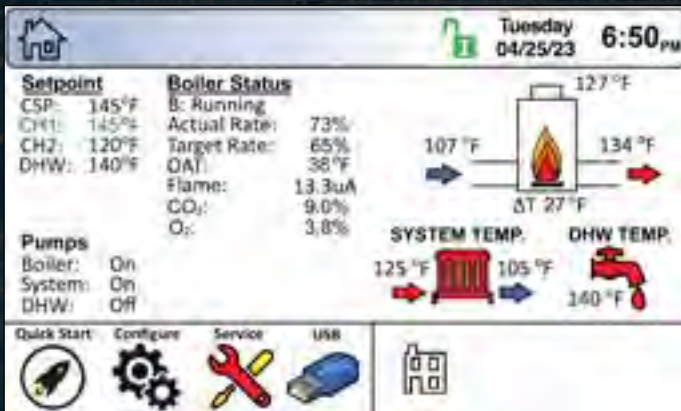 Tuesday
04/25/23
6:50 PM
Setpoint
CSP: 145°F
CH1: 145°F
CH2: 120°F
DHW: 140°F
Boiler Status
B: Running
Actual Rate: 73%
Target Rate: 65%
OAT: 38°F
Flame: 13.3uA
CO₂: 9.0%
O₂: 3.8%
Pumps
Boiler: On
System: On
DHW: Off
127 °F
107 °F
134 °F
ΔT 27 °F
SYSTEM TEMP.
125 °F
105 °F
DHW TEMP.
140 °F
Quick Start
Configure
Service
USB